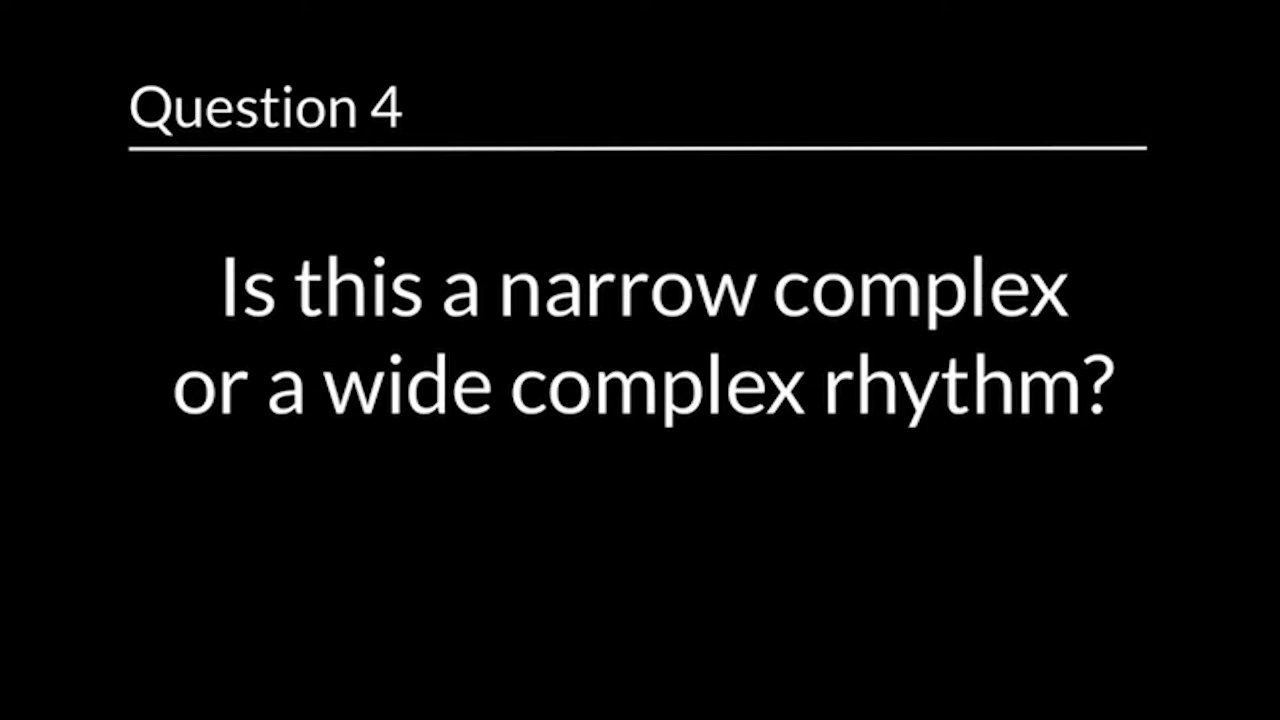 Question 4
Is this a narrow complex
or a wide complex rhythm?